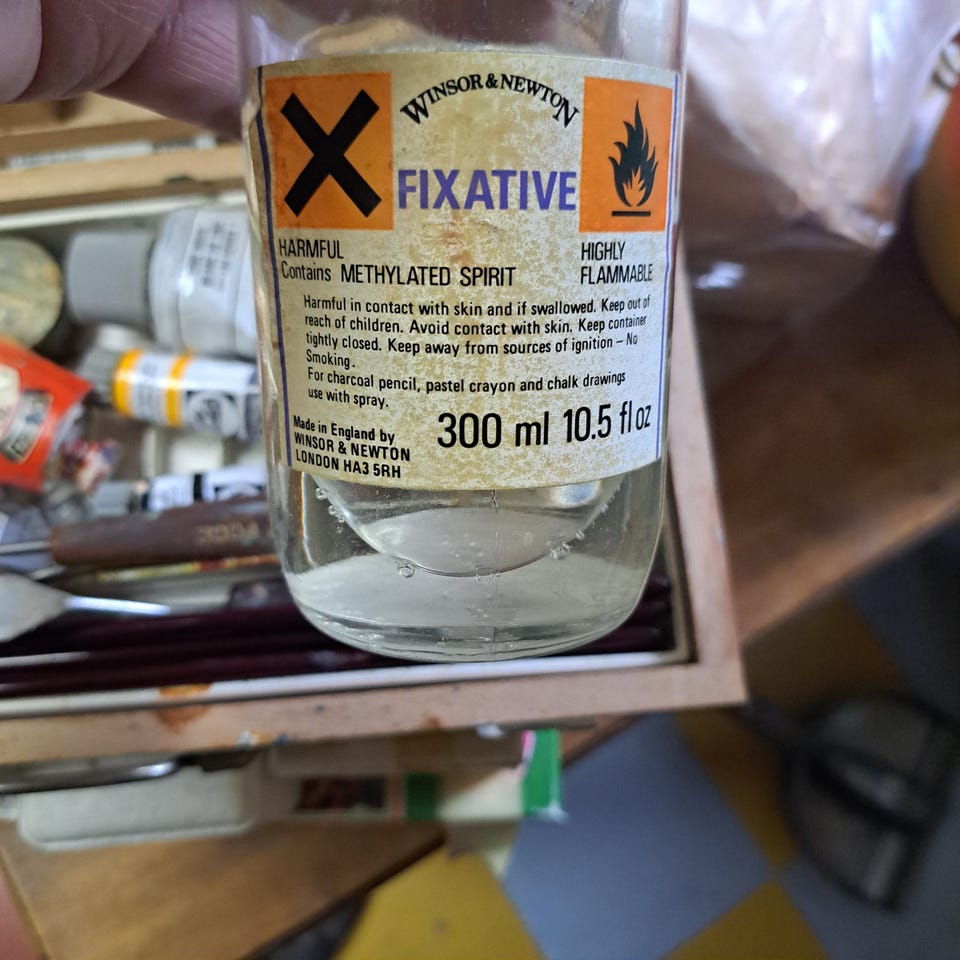 WINSOR & NEWTON
FIXATIVE
HARMFUL
Contains METHYLATED SPIRIT
HIGHLY
FLAMMABLE
Harmful in contact with skin and if swallowed. Keep out of
reach of children. Avoid contact with skin. Keep container
tightly closed. Keep away from sources of ignition – No
Smoking.
For charcoal pencil, pastel crayon and chalk drawings
use with spray.
Made in England by
WINSOR & NEWTON
LONDON HA3 5RH
300 ml 10.5 fl oz